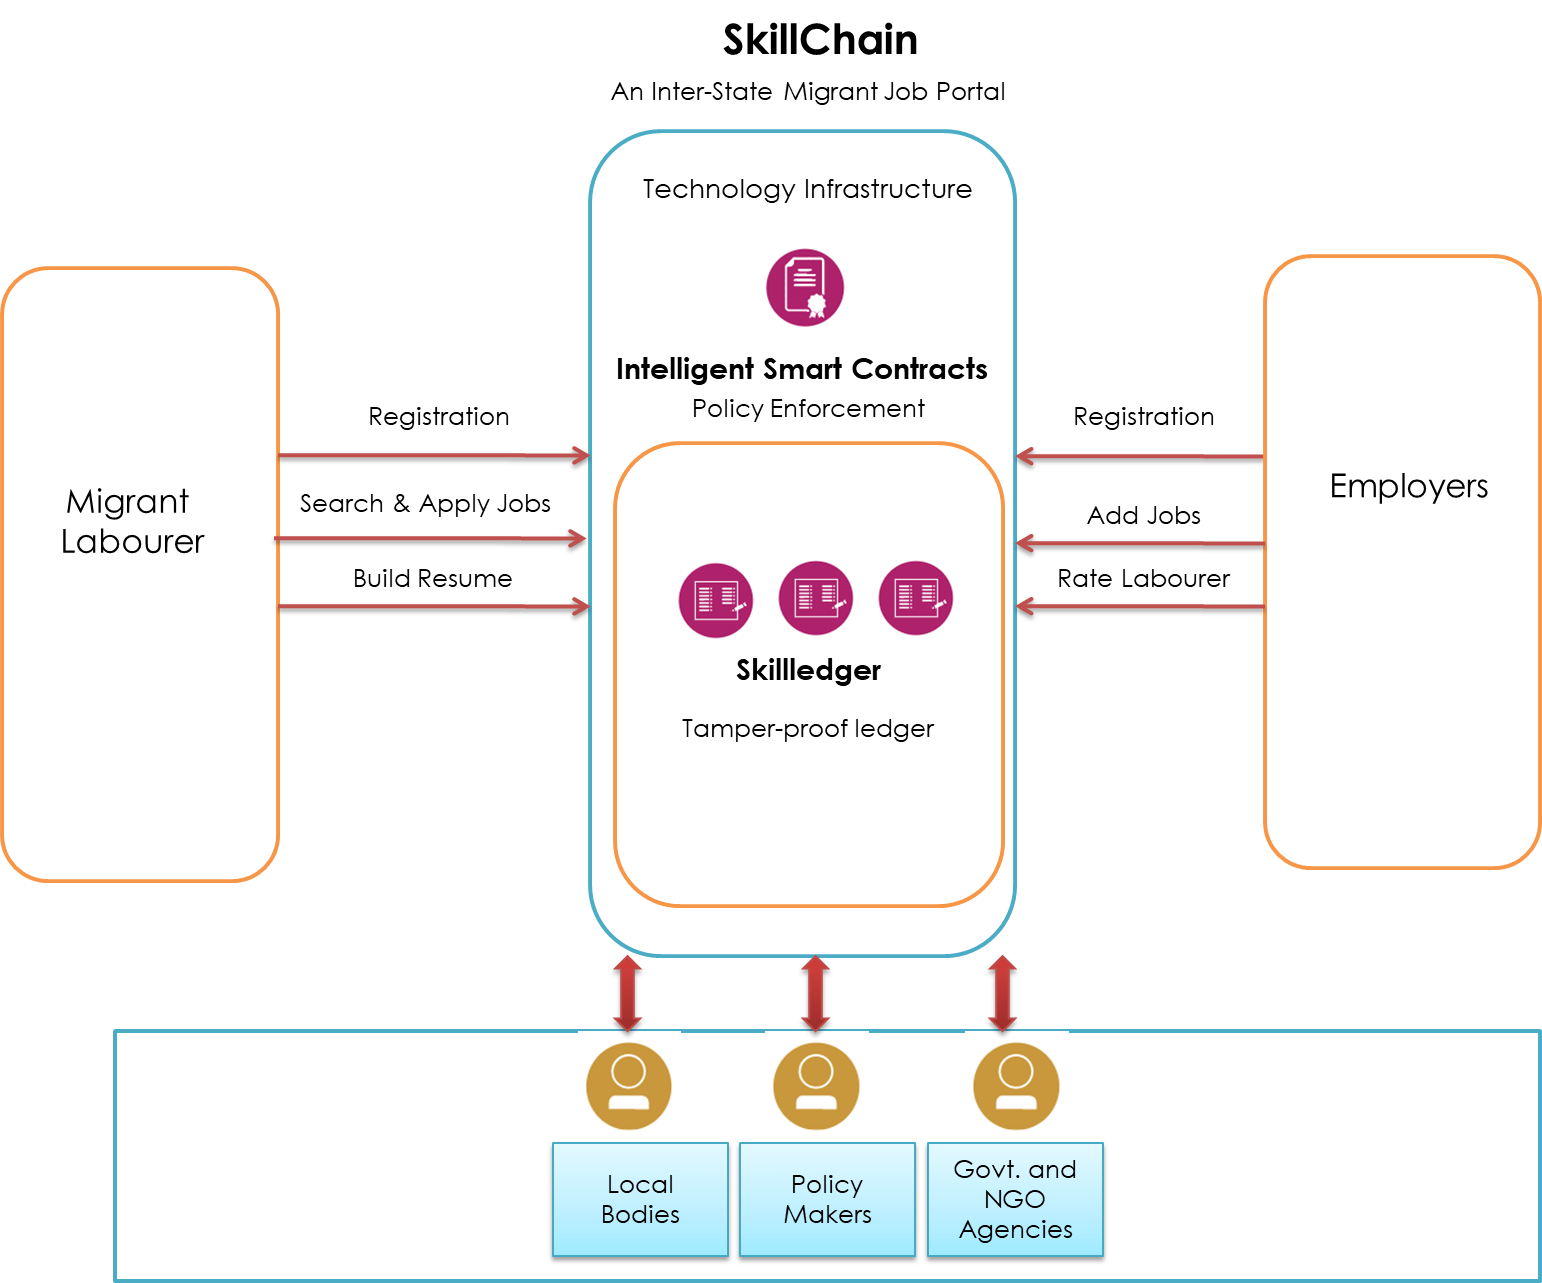 SkillChain
An Inter-State Migrant Job Portal
Technology Infrastructure
Intelligent Smart Contracts
Policy Enforcement
Migrant
Labourer
Registration
Search & Apply Jobs
Build Resume
Skillledger
Tamper-proof ledger
Registration
Add Jobs
Rate Labourer
Employers
Local
Bodies
Policy
Makers
Govt. and
NGO
Agencies